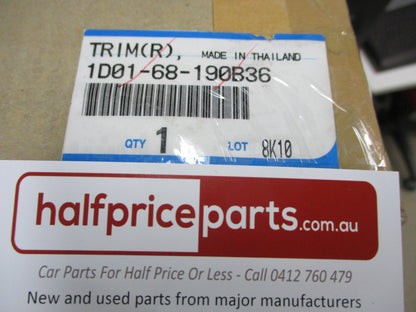 TRIM(R), MADE IN THAILAND
1D01-68-190B36
QTY 1 LOT 8K10
halfpriceparts.com.au
Car Parts For Half Price Or Less - Call 0412 760 479
New and used parts from major manufacturers